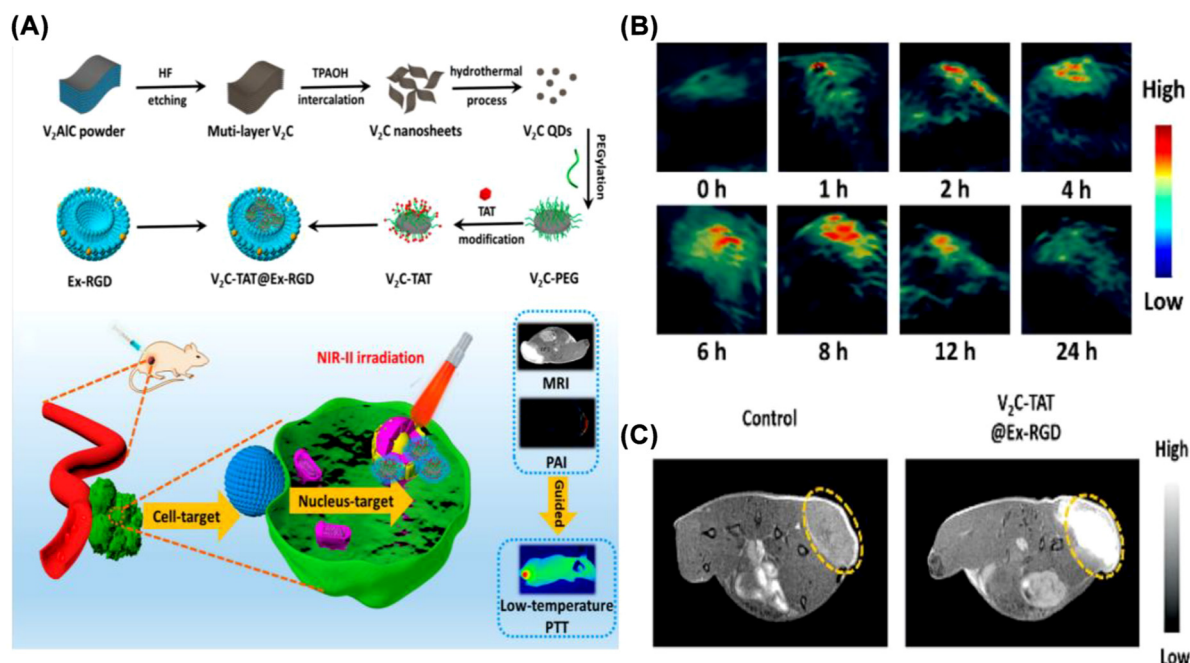 (A)
HF
etching
TPAOH
intercalation
hydrothermal
process
V₂AlC powder
Muti-layer V₂C
V₂C nanosheets
V₂C QDs
PEGylation
TAT
modification
Ex-RGD
V₂C-TAT@Ex-RGD
V₂C-TAT
V₂C-PEG
NIR-II irradiation
MRI
PAI
Guided
Cell-target
Nucleus-target
Low-temperature
PTT
(B)
0 h
1 h
2 h
4 h
6 h
8 h
12 h
24 h
High
Low
(C)
Control
V₂C-TAT
@Ex-RGD
High
Low